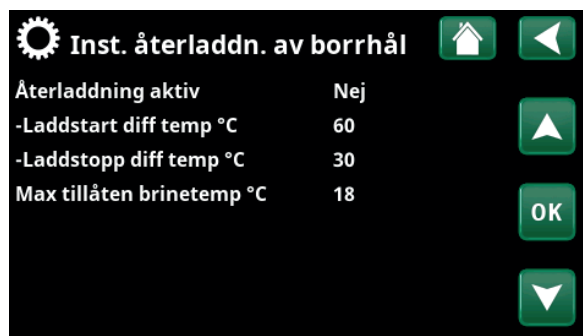 Inst. återladdn. av borrhål
Återladdning aktiv Nej
-Laddstart diff temp °C 60
-Laddstopp diff temp °C 30
Max tillåten brinetemp °C 18
OK